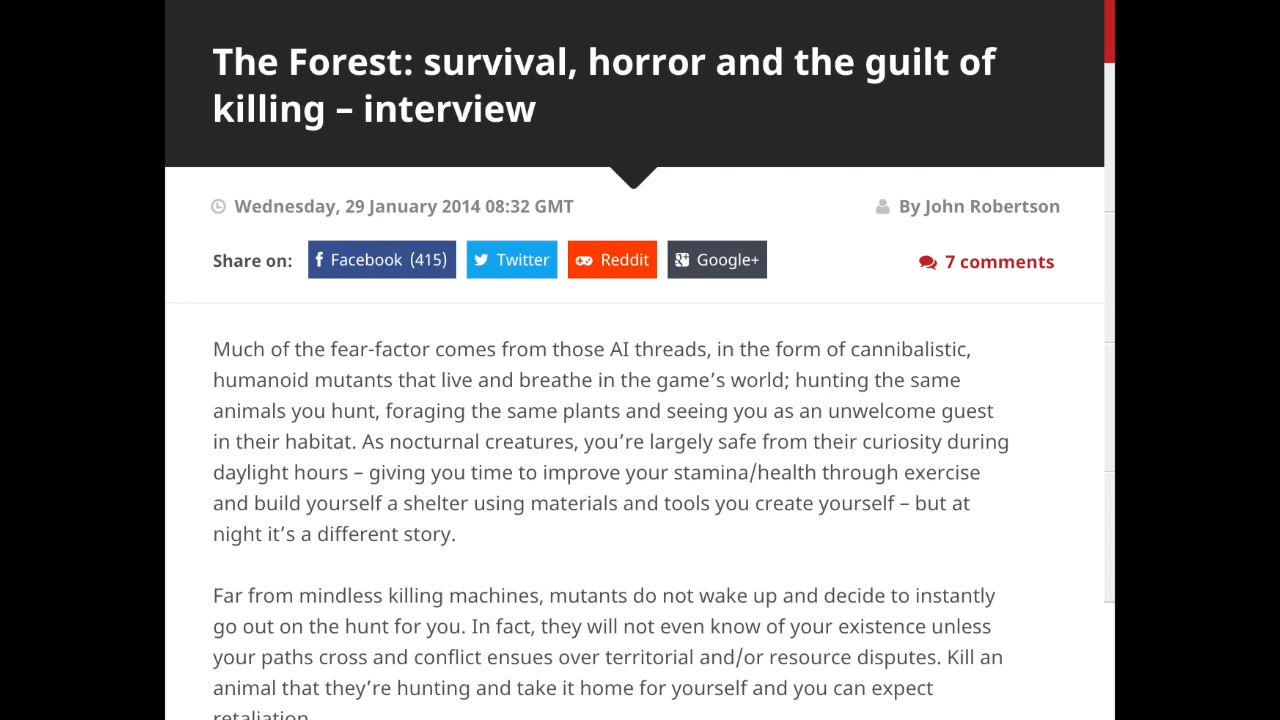 The Forest: survival, horror and the guilt of
killing – interview
Wednesday, 29 January 2014 08:32 GMT
By John Robertson
Share on:
Facebook (415)
Twitter
Reddit
Google+
7 comments
Much of the fear-factor comes from those AI threads, in the form of cannibalistic,
humanoid mutants that live and breathe in the game’s world; hunting the same
animals you hunt, foraging the same plants and seeing you as an unwelcome guest
in their habitat. As nocturnal creatures, you’re largely safe from their curiosity during
daylight hours – giving you time to improve your stamina/health through exercise
and build yourself a shelter using materials and tools you create yourself – but at
night it’s a different story.
Far from mindless killing machines, mutants do not wake up and decide to instantly
go out on the hunt for you. In fact, they will not even know of your existence unless
your paths cross and conflict ensues over territorial and/or resource disputes. Kill an
animal that they’re hunting and take it home for yourself and you can expect
retaliation.